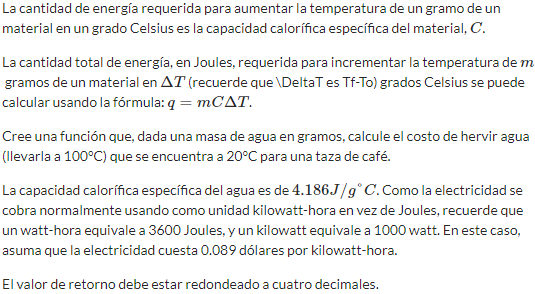 La cantidad de energía requerida para aumentar la temperatura de un gramo de un
material en un grado Celsius es la capacidad calorífica específica del material, C.
La cantidad total de energía, en Joules, requerida para incrementar la temperatura de m
gramos de un material en ΔT (recuerde que \DeltaT es Tf-To) grados Celsius se puede
calcular usando la fórmula: q = mCΔT.
Cree una función que, dada una masa de agua en gramos, calcule el costo de hervir agua
(llevarla a 100°C) que se encuentra a 20°C para una taza de café.
La capacidad calorífica específica del agua es de 4.186J/g°C. Como la electricidad se
cobra normalmente usando como unidad kilowatt-hora en vez de Joules, recuerde que
un watt-hora equivale a 3600 Joules, y un kilowatt equivale a 1000 watt. En este caso,
asuma que la electricidad cuesta 0.089 dólares por kilowatt-hora.
El valor de retorno debe estar redondeado a cuatro decimales.